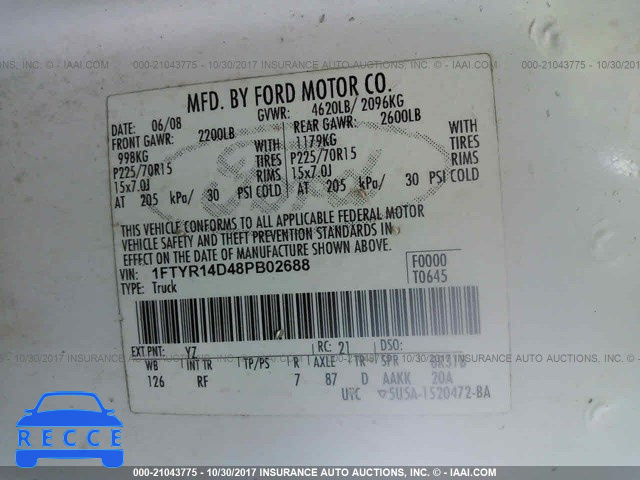 000-21043775 - 10/30/2017 INSURANCE AUTO AUCTIONS - IAAI.COM
MFD. BY FORD MOTOR CO.
DATE: 06/08 GVWR: 4620LB/ 2096KG
FRONT GAWR: 2200LB REAR GAWR: 2600LB
998KG WITH 1179KG WITH
P225/70R15 TIRES P225/70R15 TIRES
15x7.0J RIMS 15x7.0J RIMS
AT 205 kPa/ 30 PSI COLD AT 205 kPa/ 30 PSI COLD
Ford
THIS VEHICLE CONFORMS TO ALL APPLICABLE FEDERAL MOTOR
VEHICLE SAFETY AND THEFT PREVENTION STANDARDS IN
EFFECT ON THE DATE OF MANUFACTURE SHOWN ABOVE.
VIN: 1FTYR14D48PB02688 F0000
TYPE: Truck T0645
EXT PNT: YZ RC: 21 DSO:
WB INT TR TP/PS R AXLE TR SPR
126 RF 7 87 D AAKK 20A
UTC 5U5A-1520472-BA
000-21043775 - 10/30/2017 INSURANCE AUTO AUCTIONS - IAAI.COM